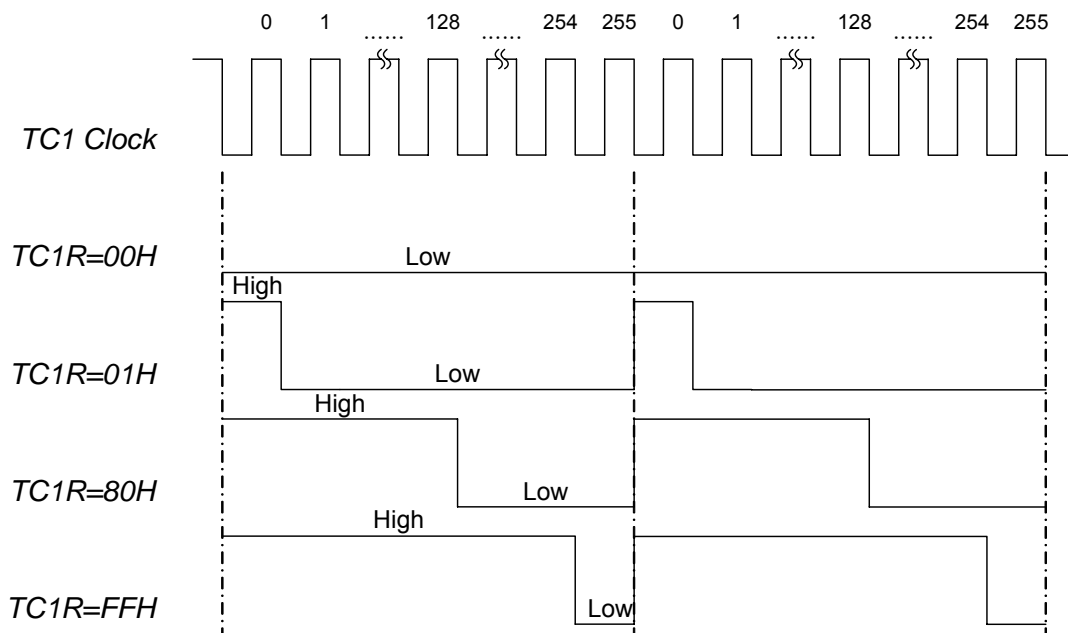 0 1 ...... 128 ...... 254 255 0 1 ...... 128 ...... 254 255
TC1 Clock
TC1R=00H
Low
High
TC1R=01H
Low
High
TC1R=80H
Low
High
TC1R=FFH
Low